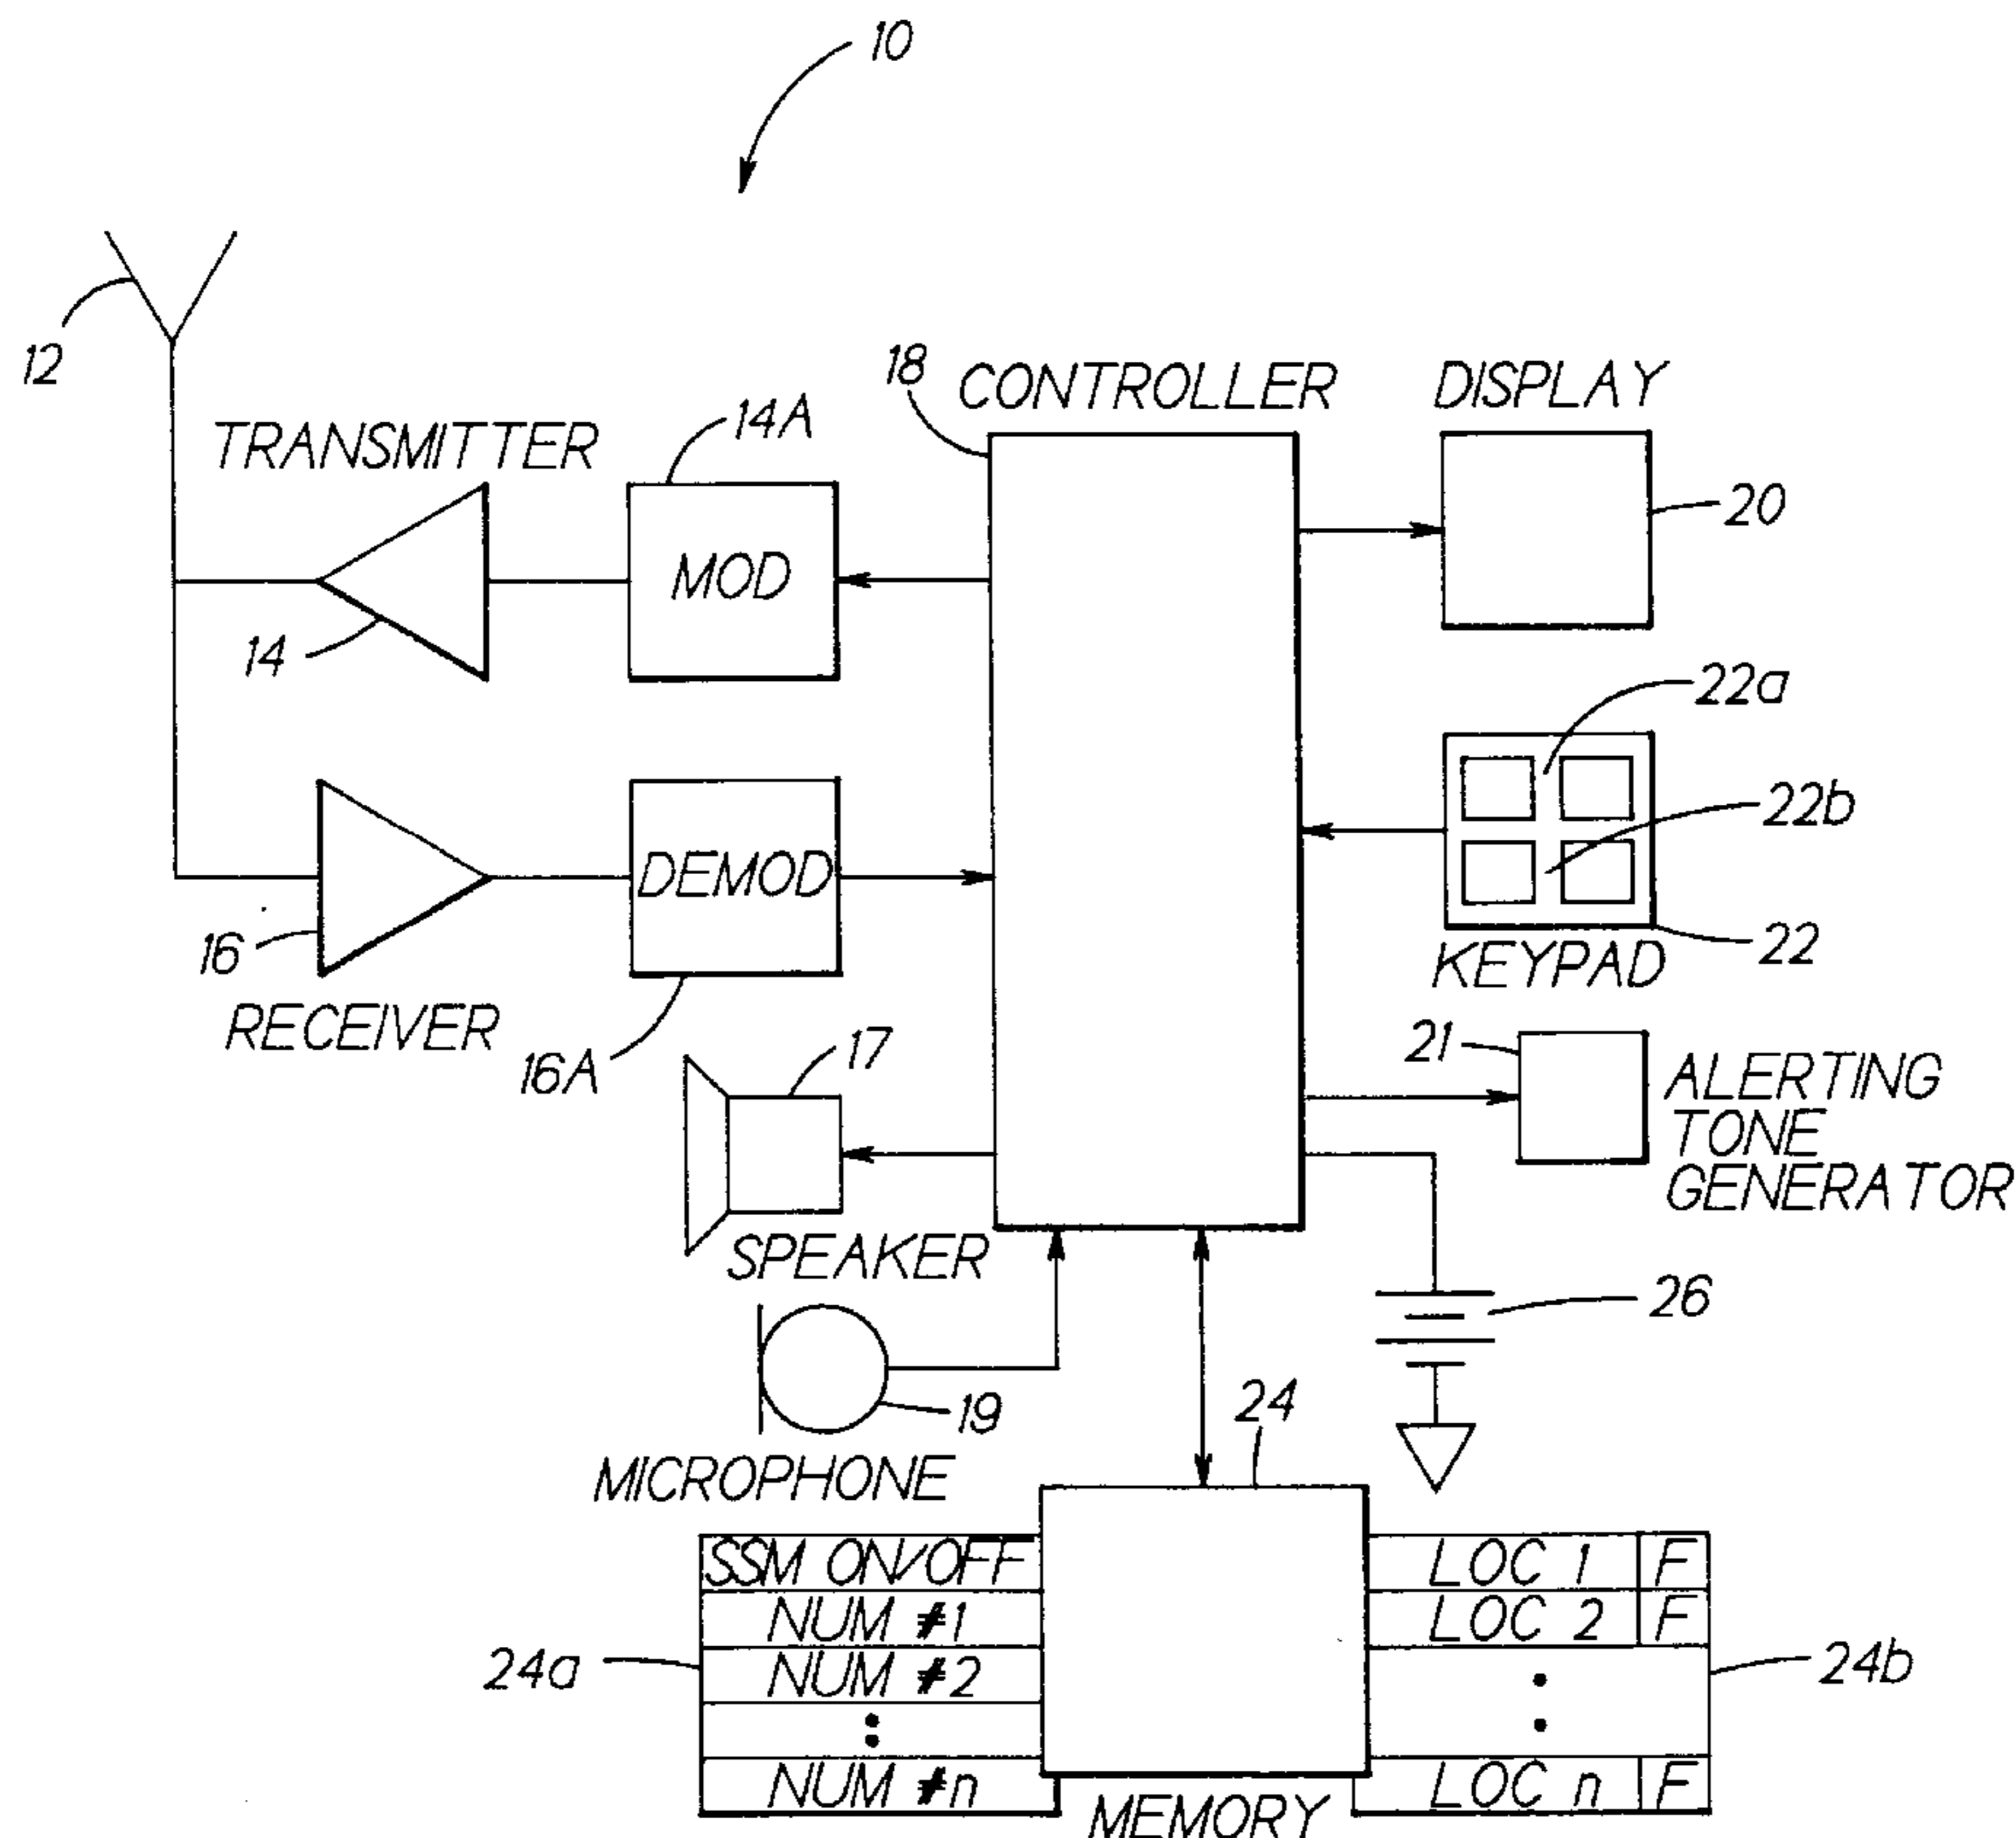 10
12
18 CONTROLLER
DISPLAY
TRANSMITTER
14A
20
MOD
14
22a
22b
DEMOD
16
22
KEYPAD
RECEIVER
16A
17
21
ALERTING
TONE
GENERATOR
SPEAKER
26
19
24
MICROPHONE
SSM ON/OFF
LOC 1 F
NUM #1
LOC 2 F
24a
NUM #2
24b
NUM #n
LOC n F
MEMORY